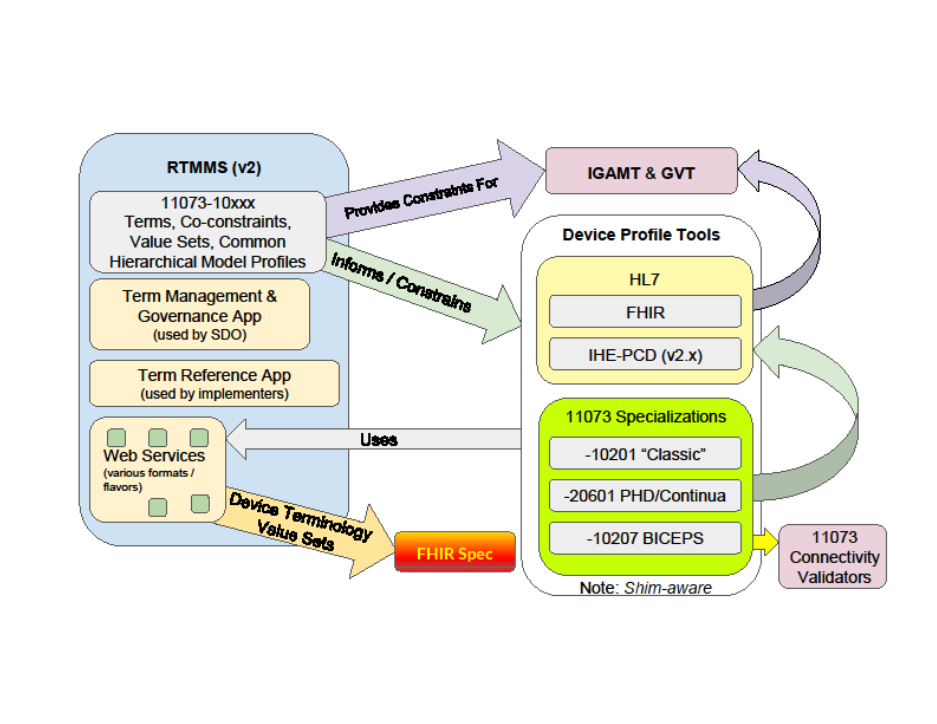 RTMMS (v2)
11073-10xxx
Terms, Co-constraints,
Value Sets, Common
Hierarchical Model Profiles
Term Management &
Governance App
(used by SDO)
Term Reference App
(used by implementers)
Web Services
(various formats /
flavors)
Provides Constraints For
Informs / Constrains
Uses
Device Terminology
Value Sets
FHIR Spec
IGAMT & GVT
Device Profile Tools
HL7
FHIR
IHE-PCD (v2.x)
11073 Specializations
-10201 “Classic”
-20601 PHD/Continua
-10207 BICEPS
Note: Shim-aware
11073
Connectivity
Validators